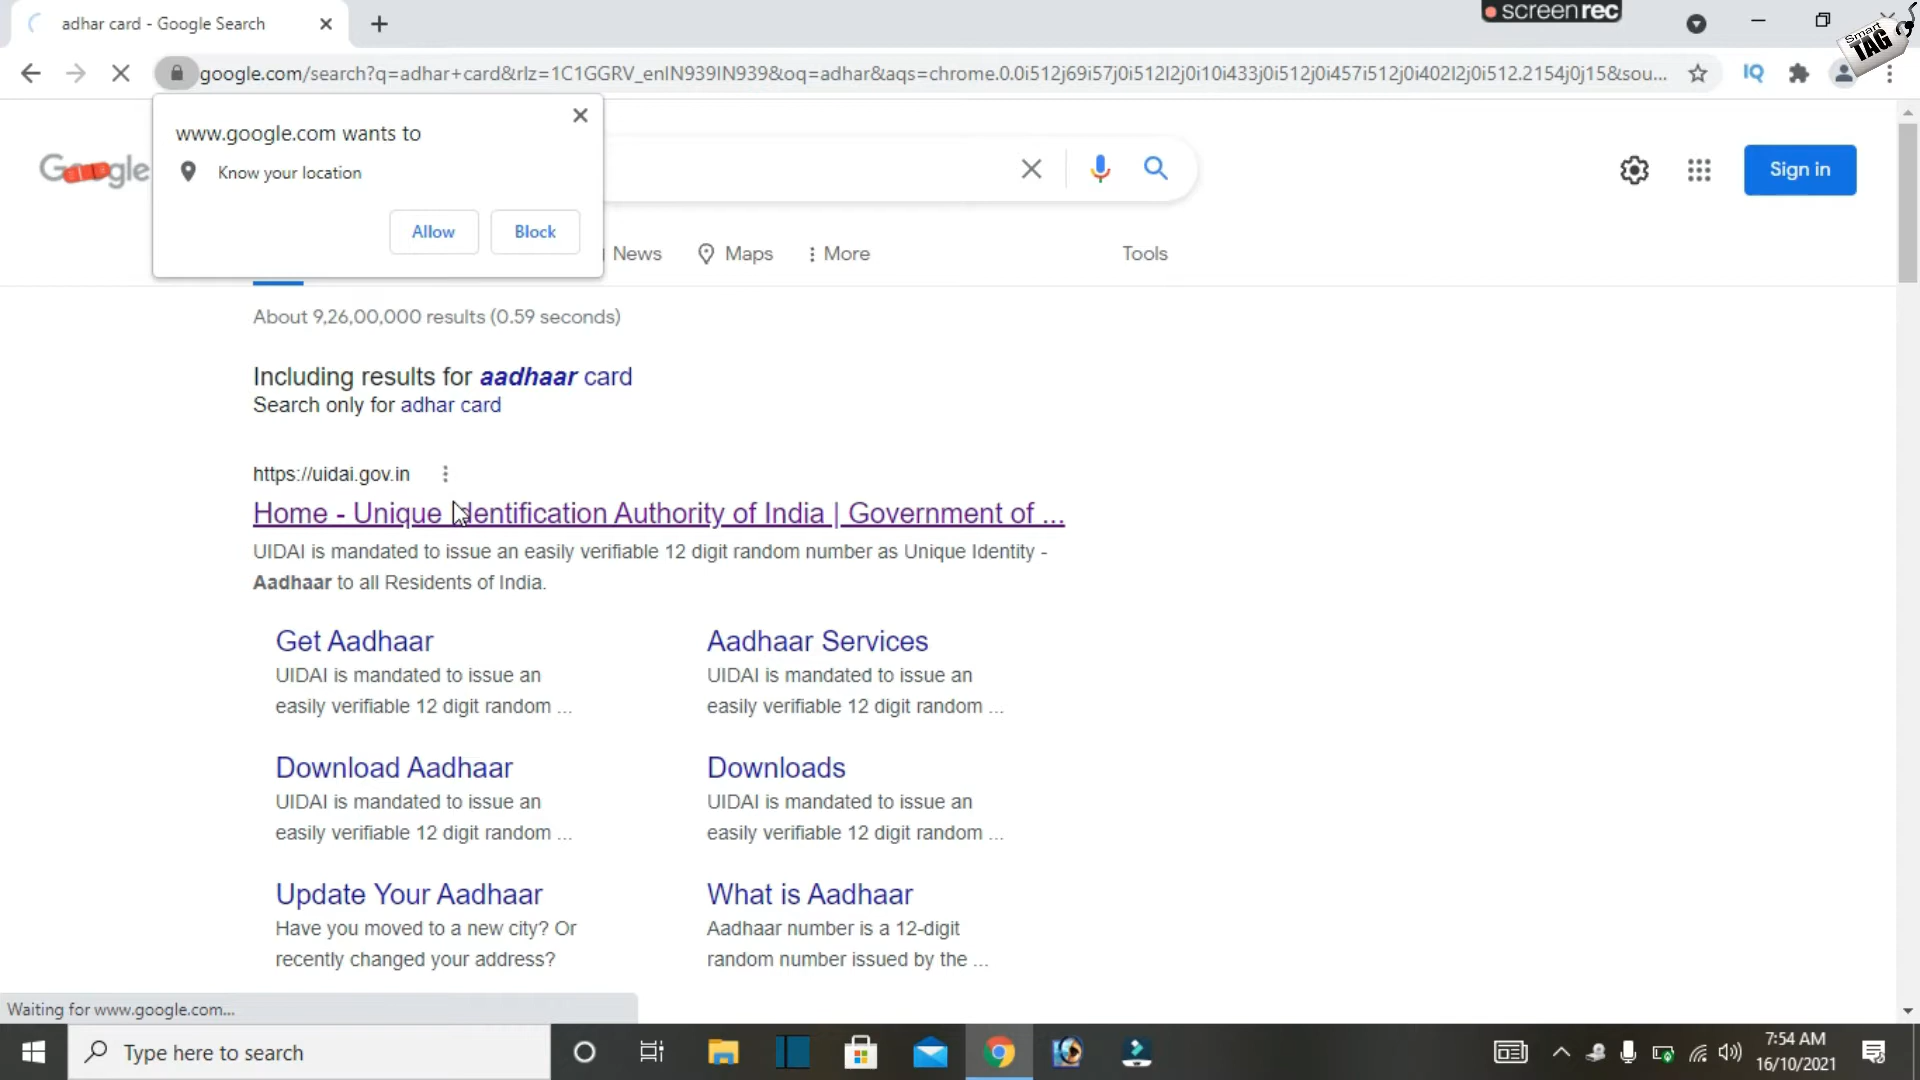 adhar card - Google Search
screenrec
Smart
TAG
google.com/search?q=adhar+card&rlz=1C1GGRV_enIN939IN939&oq=adhar&aqs=chrome.0.0i512j69i57j0i512l2j0i10i433j0i512j0i457i512j0i402l2j0i512.2154j0j15&sou...
IQ
www.google.com wants to
Know your location
Allow
Block
Google
Sign in
News
Maps
More
Tools
About 9,26,00,000 results (0.59 seconds)
Including results for aadhaar card
Search only for adhar card
https://uidai.gov.in
Home - Unique Identification Authority of India | Government of ...
UIDAI is mandated to issue an easily verifiable 12 digit random number as Unique Identity -
Aadhaar to all Residents of India.
Get Aadhaar
UIDAI is mandated to issue an
easily verifiable 12 digit random ...
Aadhaar Services
UIDAI is mandated to issue an
easily verifiable 12 digit random ...
Download Aadhaar
UIDAI is mandated to issue an
easily verifiable 12 digit random ...
Downloads
UIDAI is mandated to issue an
easily verifiable 12 digit random ...
Update Your Aadhaar
Have you moved to a new city? Or
recently changed your address?
What is Aadhaar
Aadhaar number is a 12-digit
random number issued by the ...
Waiting for www.google.com...
Type here to search
7:54 AM
16/10/2021